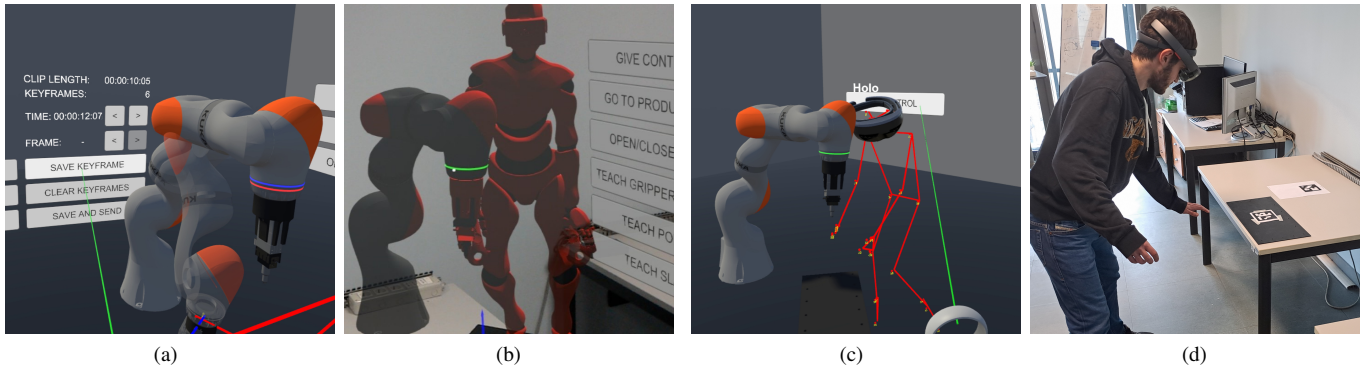 CLIP LENGTH: 00:00:10:05
KEYFRAMES: 6
TIME: 00:00:12:07 < >
FRAME: - < >
SAVE KEYFRAME
CLEAR KEYFRAMES
SAVE AND SEND
GIVE CONT
GO TO PRODU
OPEN/CLOSE
TEACH GRIPPER
TEACH PO
TEACH SL
Holo
TROL
(a) (b) (c) (d)